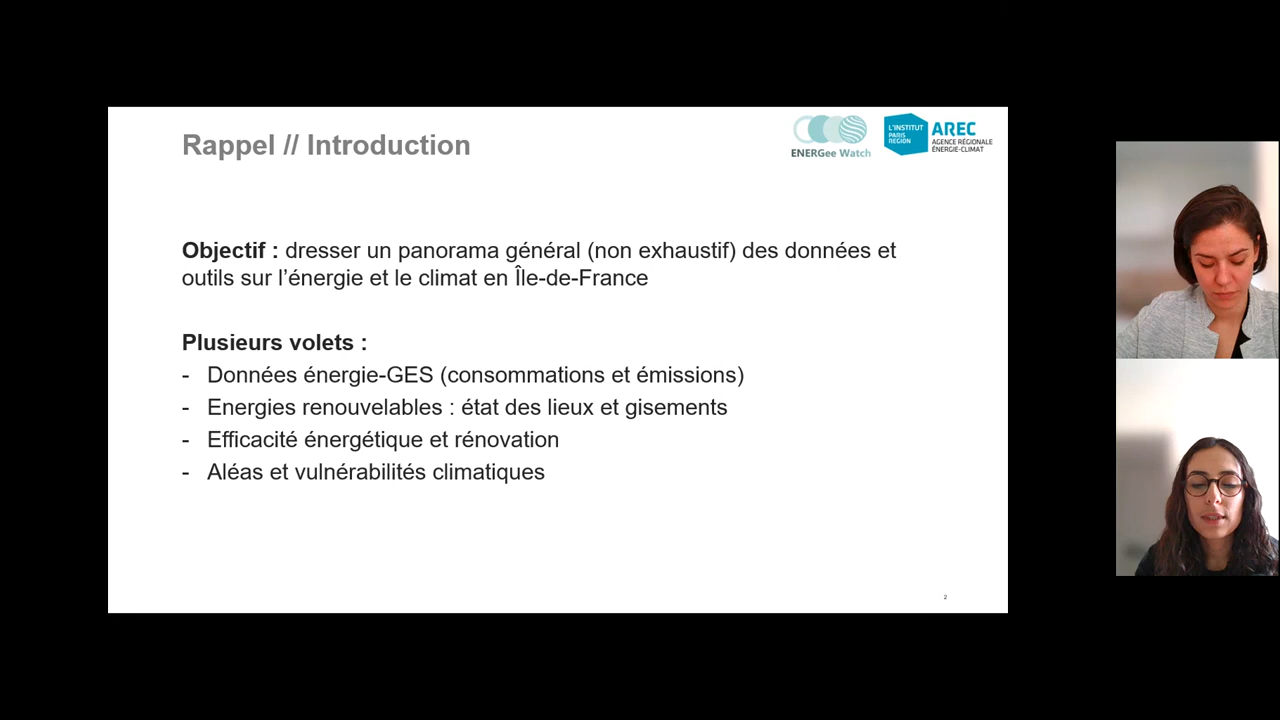 Rappel // Introduction
ENERGee Watch
L'INSTITUT
PARIS
REGION
AREC
AGENCE RÉGIONALE
ÉNERGIE-CLIMAT
Objectif : dresser un panorama général (non exhaustif) des données et
outils sur l'énergie et le climat en Île-de-France
Plusieurs volets :
- Données énergie-GES (consommations et émissions)
- Energies renouvelables : état des lieux et gisements
- Efficacité énergétique et rénovation
- Aléas et vulnérabilités climatiques
2